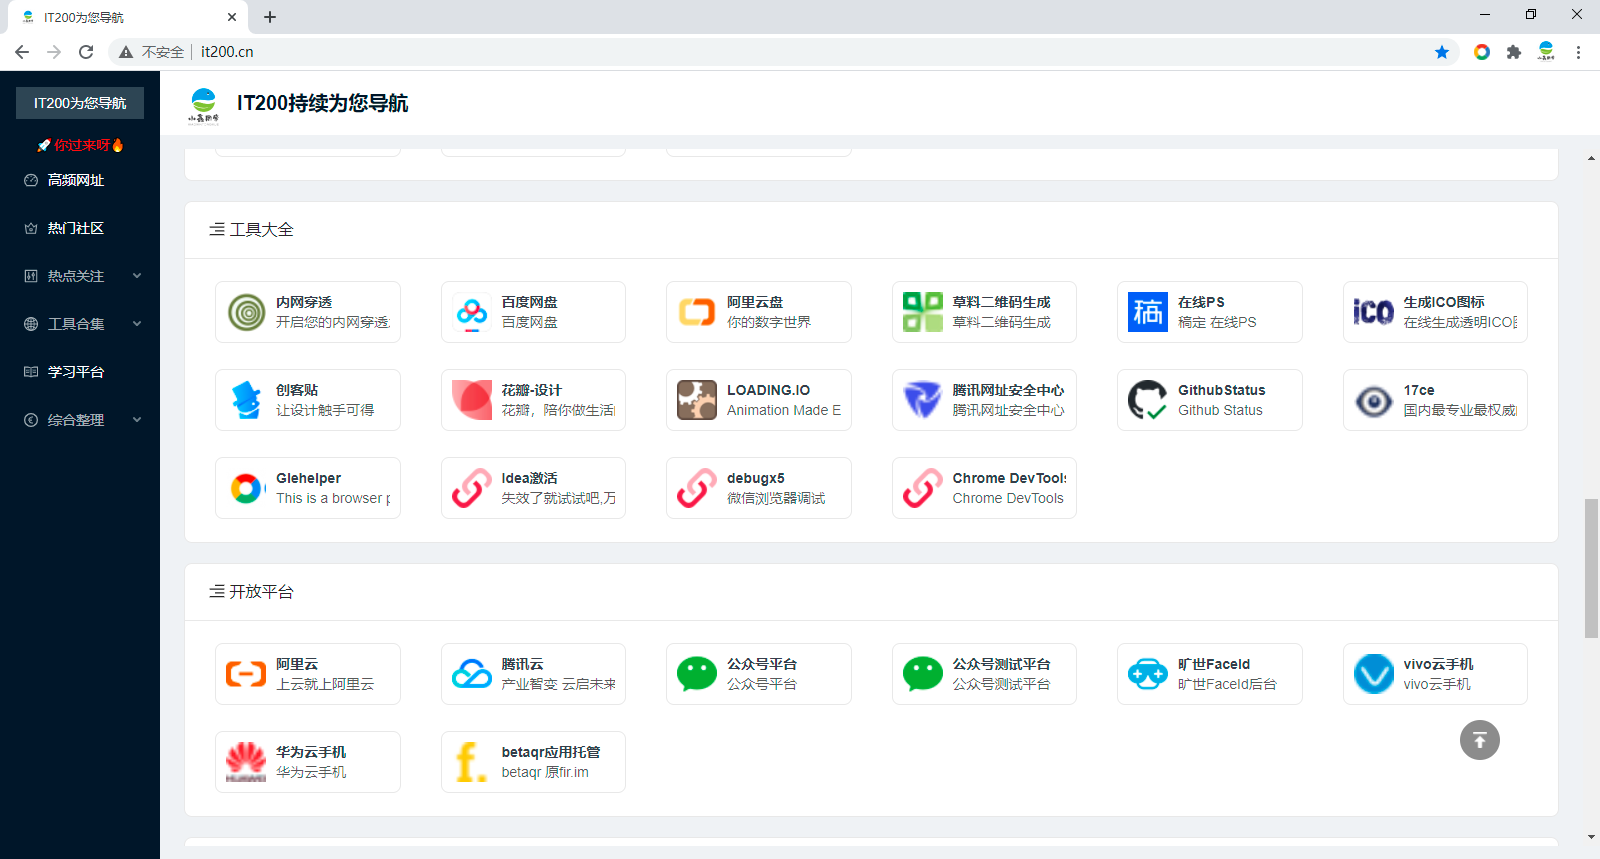 IT200为您导航
不安全
it200.cn
IT200为您导航
IT200持续为您导航
你过来呀
高频网址
热门社区
热点关注
工具合集
学习平台
综合整理
工具大全
内网穿透
开启您的内网穿透
百度网盘
百度网盘
阿里云盘
你的数字世界
草料二维码生成
草料二维码生成
稿
在线PS
稿定 在线PS
ICO
生成ICO图标
在线生成透明ICO
创客贴
让设计触手可得
花瓣-设计
花瓣，陪你做生活
LOADING.IO
Animation Made E
腾讯网址安全中心
腾讯网址安全中心
GithubStatus
Github Status
17ce
国内最专业最权威
Glehelper
This is a browser p
Idea激活
失效了就试试吧,万
debugx5
微信浏览器调试
Chrome DevTools
Chrome DevTools
开放平台
阿里云
上云就上阿里云
腾讯云
产业智变 云启未来
公众号平台
公众号平台
公众号测试平台
公众号测试平台
旷世FaceId
旷世FaceId后台
vivo云手机
vivo云手机
HUAWEI
华为云手机
华为云手机
f.
betaqr应用托管
betaqr 原fir.im